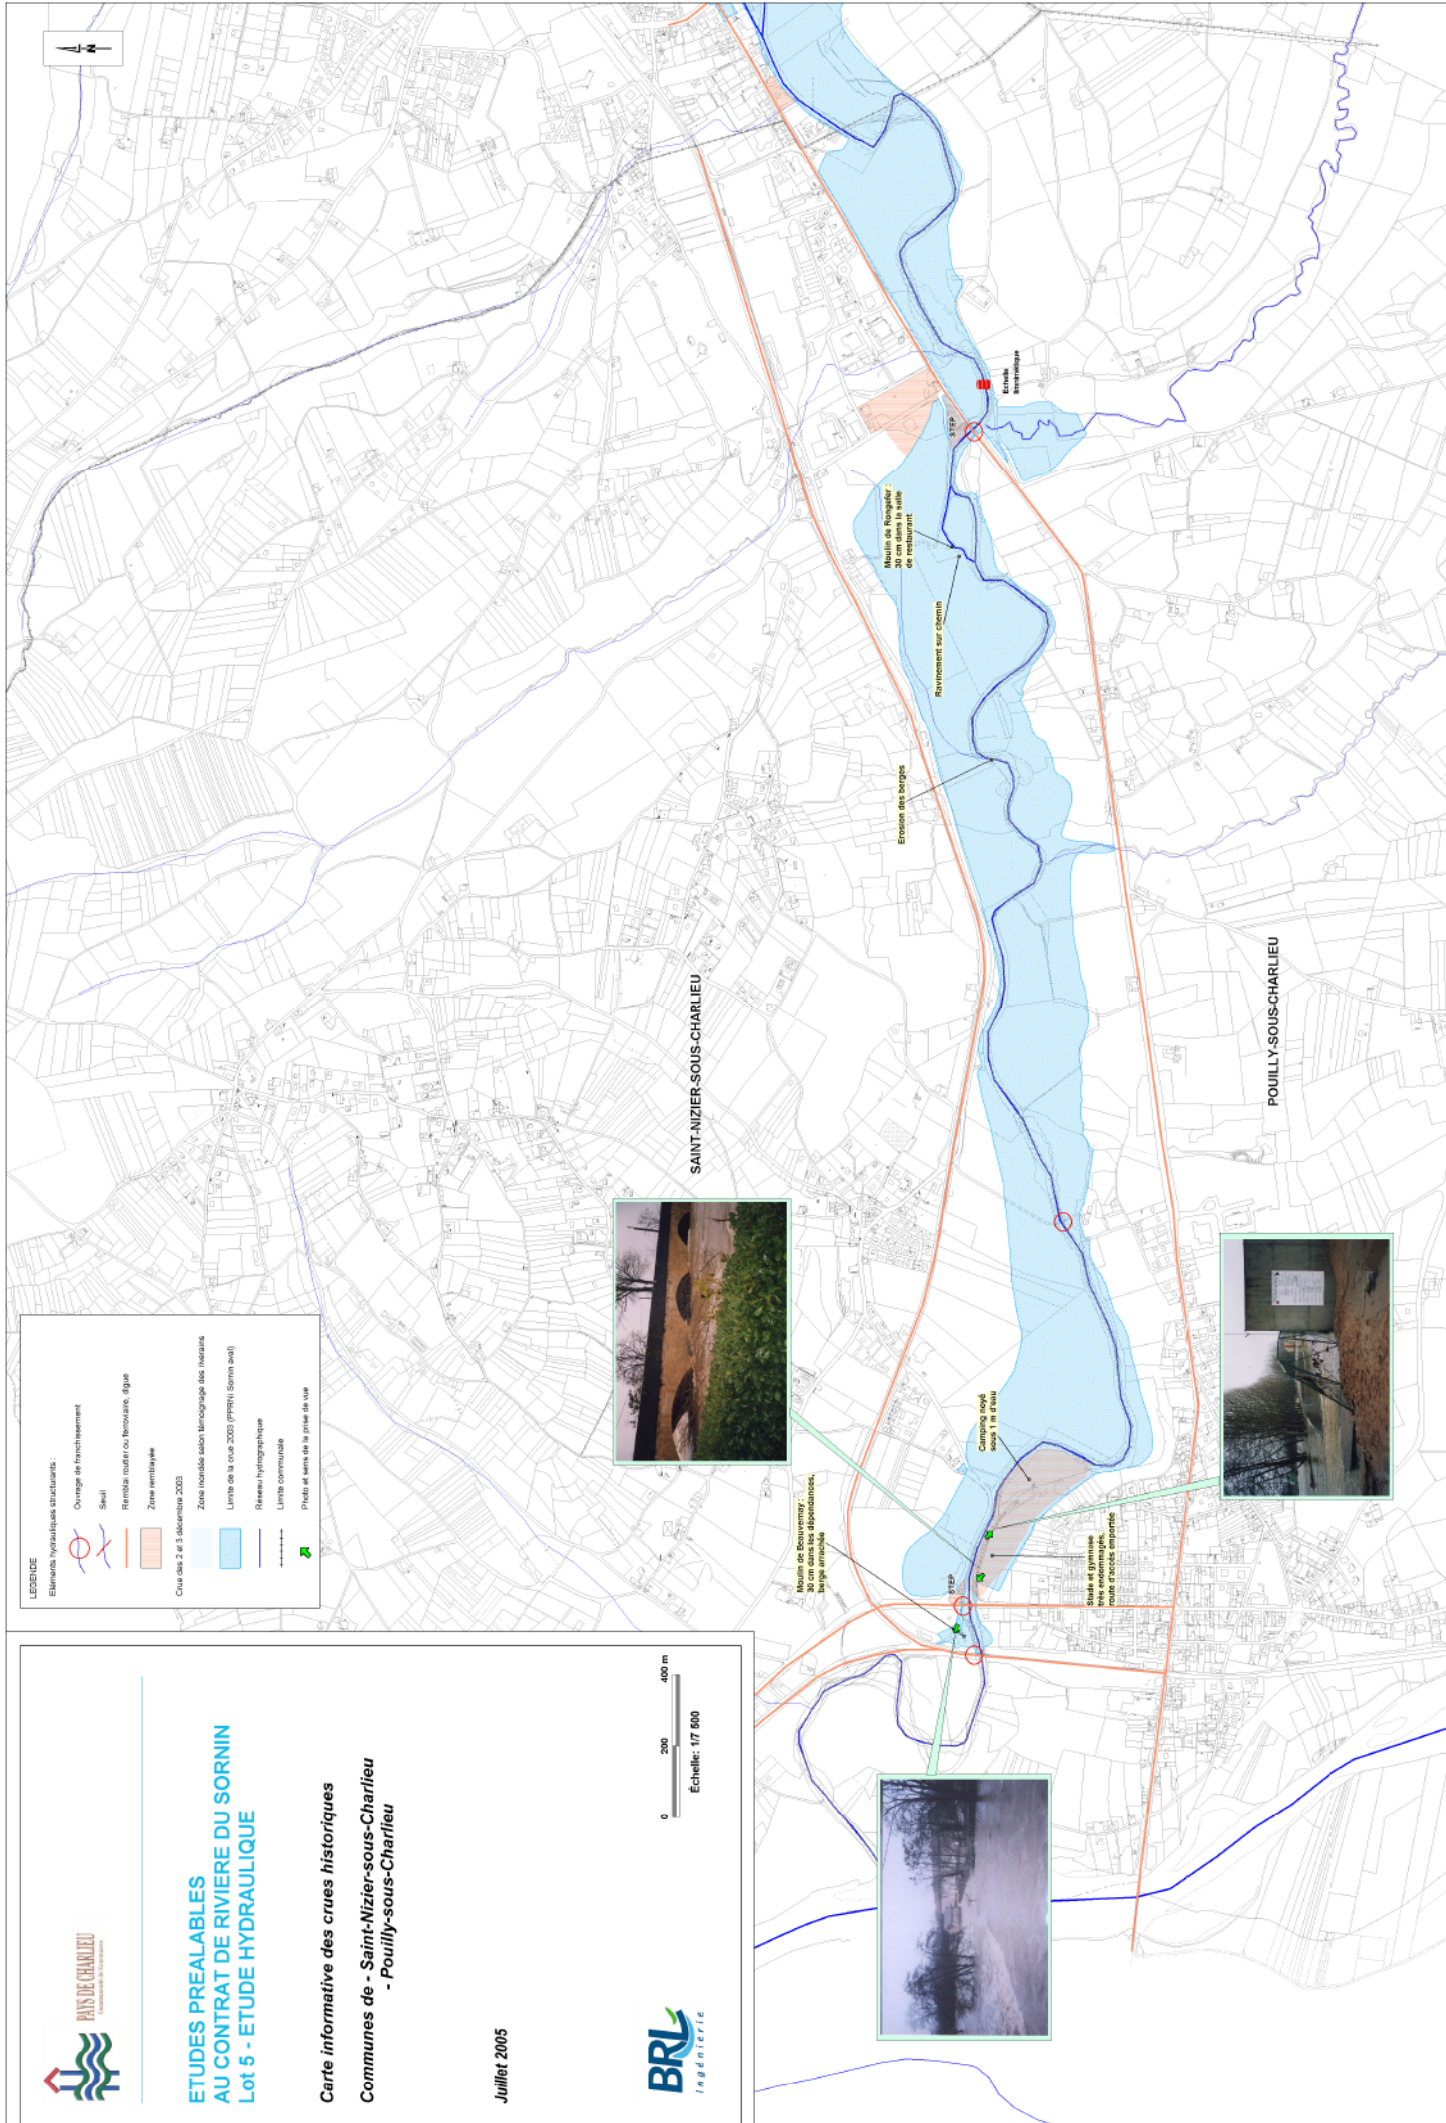 PAYS DE CHARLIEU
Communauté de Communes
ETUDES PREALABLES
AU CONTRAT DE RIVIERE DU SORNIN
Lot 5 - ETUDE HYDRAULIQUE
Carte informative des crues historiques
Communes de - Saint-Nizier-sous-Charlieu
- Pouilly-sous-Charlieu
Juillet 2005
BRL
Ingénierie
0 200 400 m
Échelle: 1/7 500
LEGENDE
Eléments hydrauliques structurants :
Ouvrage de franchissement
Seuil
Remblai routier ou ferroviaire, digue
Zone remblayée
Crue des 2 et 3 décembre 2003
Zone inondée selon témoignage des riverains
Limite de la crue 2003 (PPRNI Sornin aval)
Réseau hydrographique
Limite communale
Photo et sens de la prise de vue
N
SAINT-NIZIER-SOUS-CHARLIEU
POUILLY-SOUS-CHARLIEU
Moulin de Beauvernay :
30 cm dans les dépendances,
berge arrachée
STEP
Camping noyé
sous 1 m d'eau
Stade et gymnase
très endommagés,
route d'accès emportée
Erosion des berges
Ravinement sur chemin
Moulin de Rongefer :
30 cm dans la salle
de restaurant
STEP
Echelle
limnimétrique